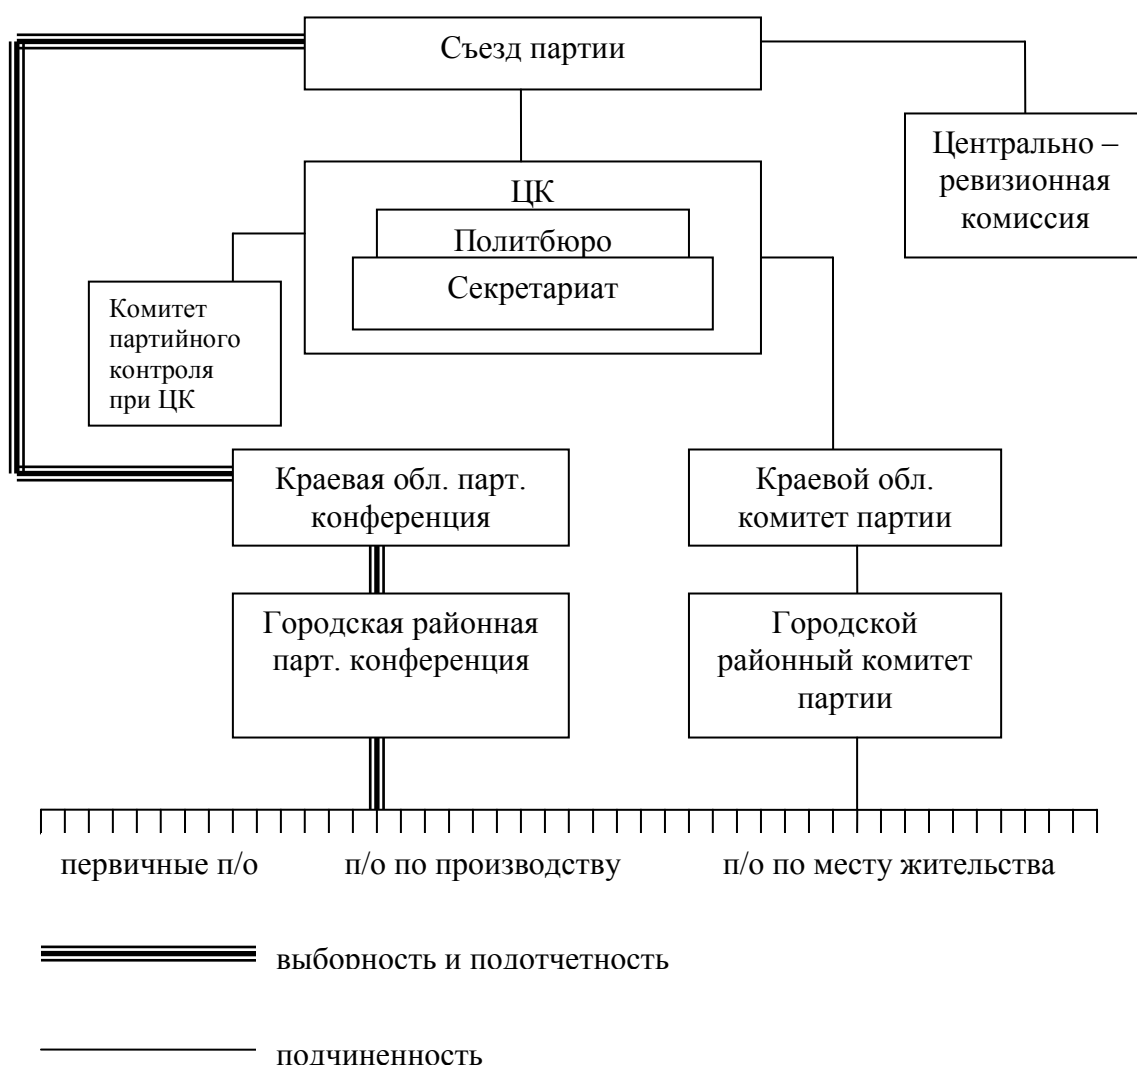 Съезд партии
Центрально –
ревизионная
комиссия
ЦК
Политбюро
Секретариат
Комитет
партийного
контроля
при ЦК
Краевая обл. парт.
конференция
Краевой обл.
комитет партии
Городская районная
парт. конференция
Городской
районный комитет
партии
первичные п/о
п/о по производству
п/о по месту жительства
выборность и подотчетность
подчиненность